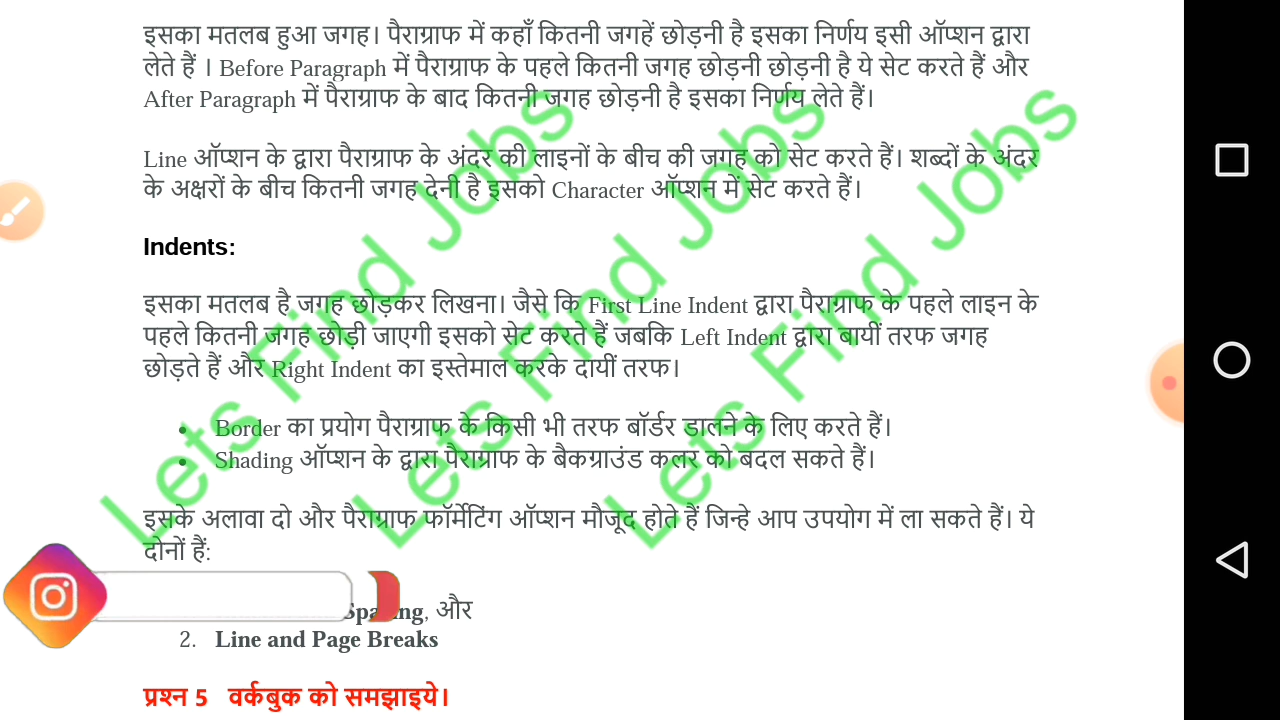 इसका मतलब हुआ जगह। पैराग्राफ में कहाँ कितनी जगहें छोड़नी है इसका निर्णय इसी ऑप्शन द्वारा
लेते हैं । Before Paragraph में पैराग्राफ के पहले कितनी जगह छोड़नी छोड़नी है ये सेट करते हैं और
After Paragraph में पैराग्राफ के बाद कितनी जगह छोड़नी है इसका निर्णय लेते हैं।
Line ऑप्शन के द्वारा पैराग्राफ के अंदर की लाइनों के बीच की जगह को सेट करते हैं। शब्दों के अंदर
के अक्षरों के बीच कितनी जगह देनी है इसको Character ऑप्शन में सेट करते हैं।
Indents:
इसका मतलब है जगह छोड़कर लिखना। जैसे कि First Line Indent द्वारा पैराग्राफ के पहले लाइन के
पहले कितनी जगह छोड़ी जाएगी इसको सेट करते हैं जबकि Left Indent द्वारा बायीं तरफ जगह
छोड़ते हैं और Right Indent का इस्तेमाल करके दायीं तरफ।
• Border का प्रयोग पैराग्राफ के किसी भी तरफ बॉर्डर डालने के लिए करते हैं।
• Shading ऑप्शन के द्वारा पैराग्राफ के बैकग्राउंड कलर को बदल सकते हैं।
इसके अलावा दो और पैराग्राफ फॉर्मेटिंग ऑप्शन मौजूद होते हैं जिन्हे आप उपयोग में ला सकते हैं। ये
दोनों हैं:
और
2. Line and Page Breaks
प्रश्न 5 वर्कबुक को समझाइये।
Lets Find Jobs
Lets Find Jobs
Lets Find Jobs